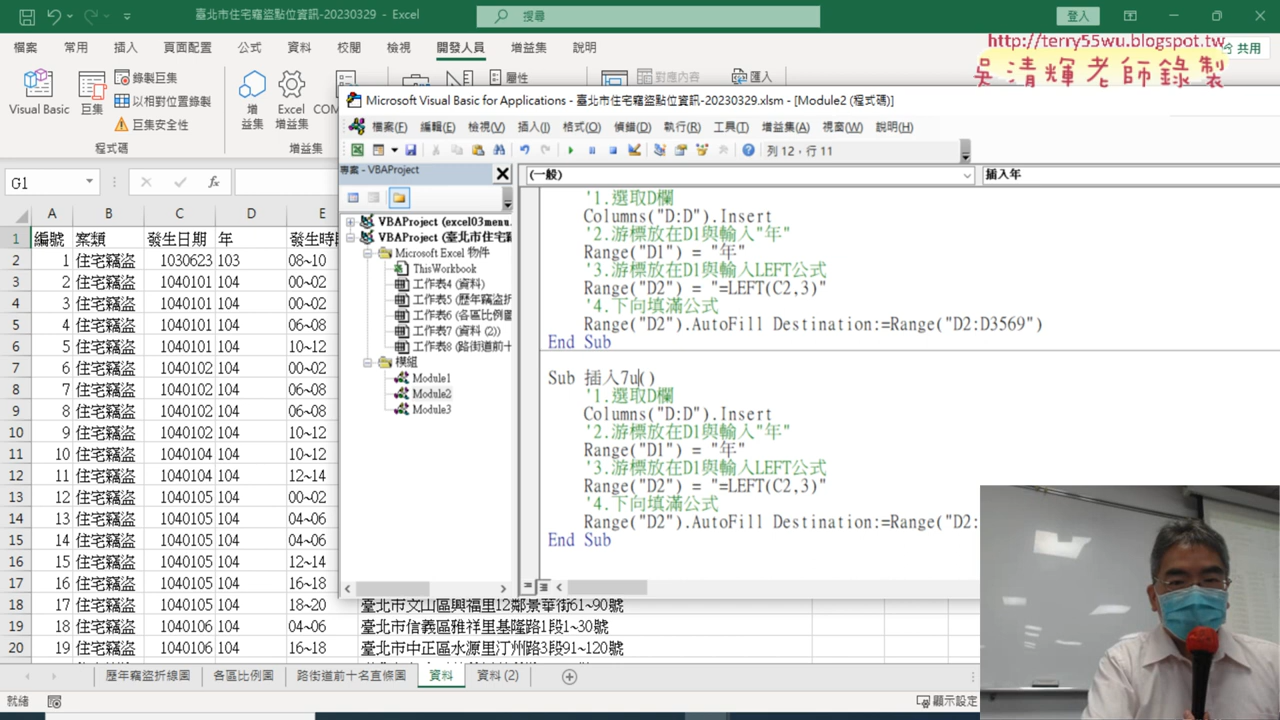 臺北市住宅竊盜點位資訊-20230329 - Excel
搜尋
登入
檔案 常用 插入 頁面配置 公式 資料 校閱 檢視 開發人員 增益集 說明
共用
http://terry55wu.blogspot.tw
吳清輝老師錄製
Visual Basic
巨集
錄製巨集
以相對位置錄製
巨集安全性
程式碼
增益集
Excel 增益集
COM
增益集
屬性
對應內容
匯入
Microsoft Visual Basic for Applications - 臺北市住宅竊盜點位資訊-20230329.xlsm - [Module2 (程式碼)]
檔案(F) 編輯(E) 檢視(V) 插入(I) 格式(O) 偵錯(D) 執行(R) 工具(T) 增益集(A) 視窗(W) 說明(H)
列 12，行 11
專案 - VBAProject
VBAProject (excel03menu.
VBAProject (臺北市住宅竊
Microsoft Excel 物件
ThisWorkbook
工作表4 (資料)
工作表5 (歷年竊盜折
工作表6 (各區比例圖
工作表7 (資料 (2))
工作表8 (路街道前十
模組
Module1
Module2
Module3
(一般)
插入年
'1.選取D欄
Columns("D:D").Insert
'2.游標放在D1與輸入"年"
Range("D1") = "年"
'3.游標放在D1與輸入LEFT公式
Range("D2") = "=LEFT(C2,3)"
'4.下向填滿公式
Range("D2").AutoFill Destination:=Range("D2:D3569")
End Sub
Sub 插入7u()
'1.選取D欄
Columns("D:D").Insert
'2.游標放在D1與輸入"年"
Range("D1") = "年"
'3.游標放在D1與輸入LEFT公式
Range("D2") = "=LEFT(C2,3)"
'4.下向填滿公式
Range("D2").AutoFill Destination:=Range("D2:
End Sub
G1
fx
A B C D E
1 編號 案類 發生日期 年 發生時
2 1 住宅竊盜 1030623 103 08~10
3 2 住宅竊盜 1040101 104 00~02
4 3 住宅竊盜 1040101 104 00~02
5 4 住宅竊盜 1040101 104 06~08
6 5 住宅竊盜 1040101 104 10~12
7 6 住宅竊盜 1040102 104 00~02
8 7 住宅竊盜 1040102 104 06~08
9 8 住宅竊盜 1040102 104 06~08
10 9 住宅竊盜 1040102 104 10~12
11 10 住宅竊盜 1040104 104 10~12
12 11 住宅竊盜 1040104 104 12~14
13 12 住宅竊盜 1040105 104 00~02
14 13 住宅竊盜 1040105 104 04~06
15 14 住宅竊盜 1040105 104 04~06
16 15 住宅竊盜 1040105 104 12~14
17 16 住宅竊盜 1040105 104 16~18
18 17 住宅竊盜 1040105 104 18~20 臺北市文山區興福里12鄰景華街61~90號
19 18 住宅竊盜 1040106 104 04~06 臺北市信義區雅祥里基隆路1段1~30號
20 19 住宅竊盜 1040106 104 16~18 臺北市中正區水源里汀州路3段91~120號
歷年竊盜折線圖 各區比例圖 路街道前十名直條圖 資料 資料 (2)
就緒
顯示設定